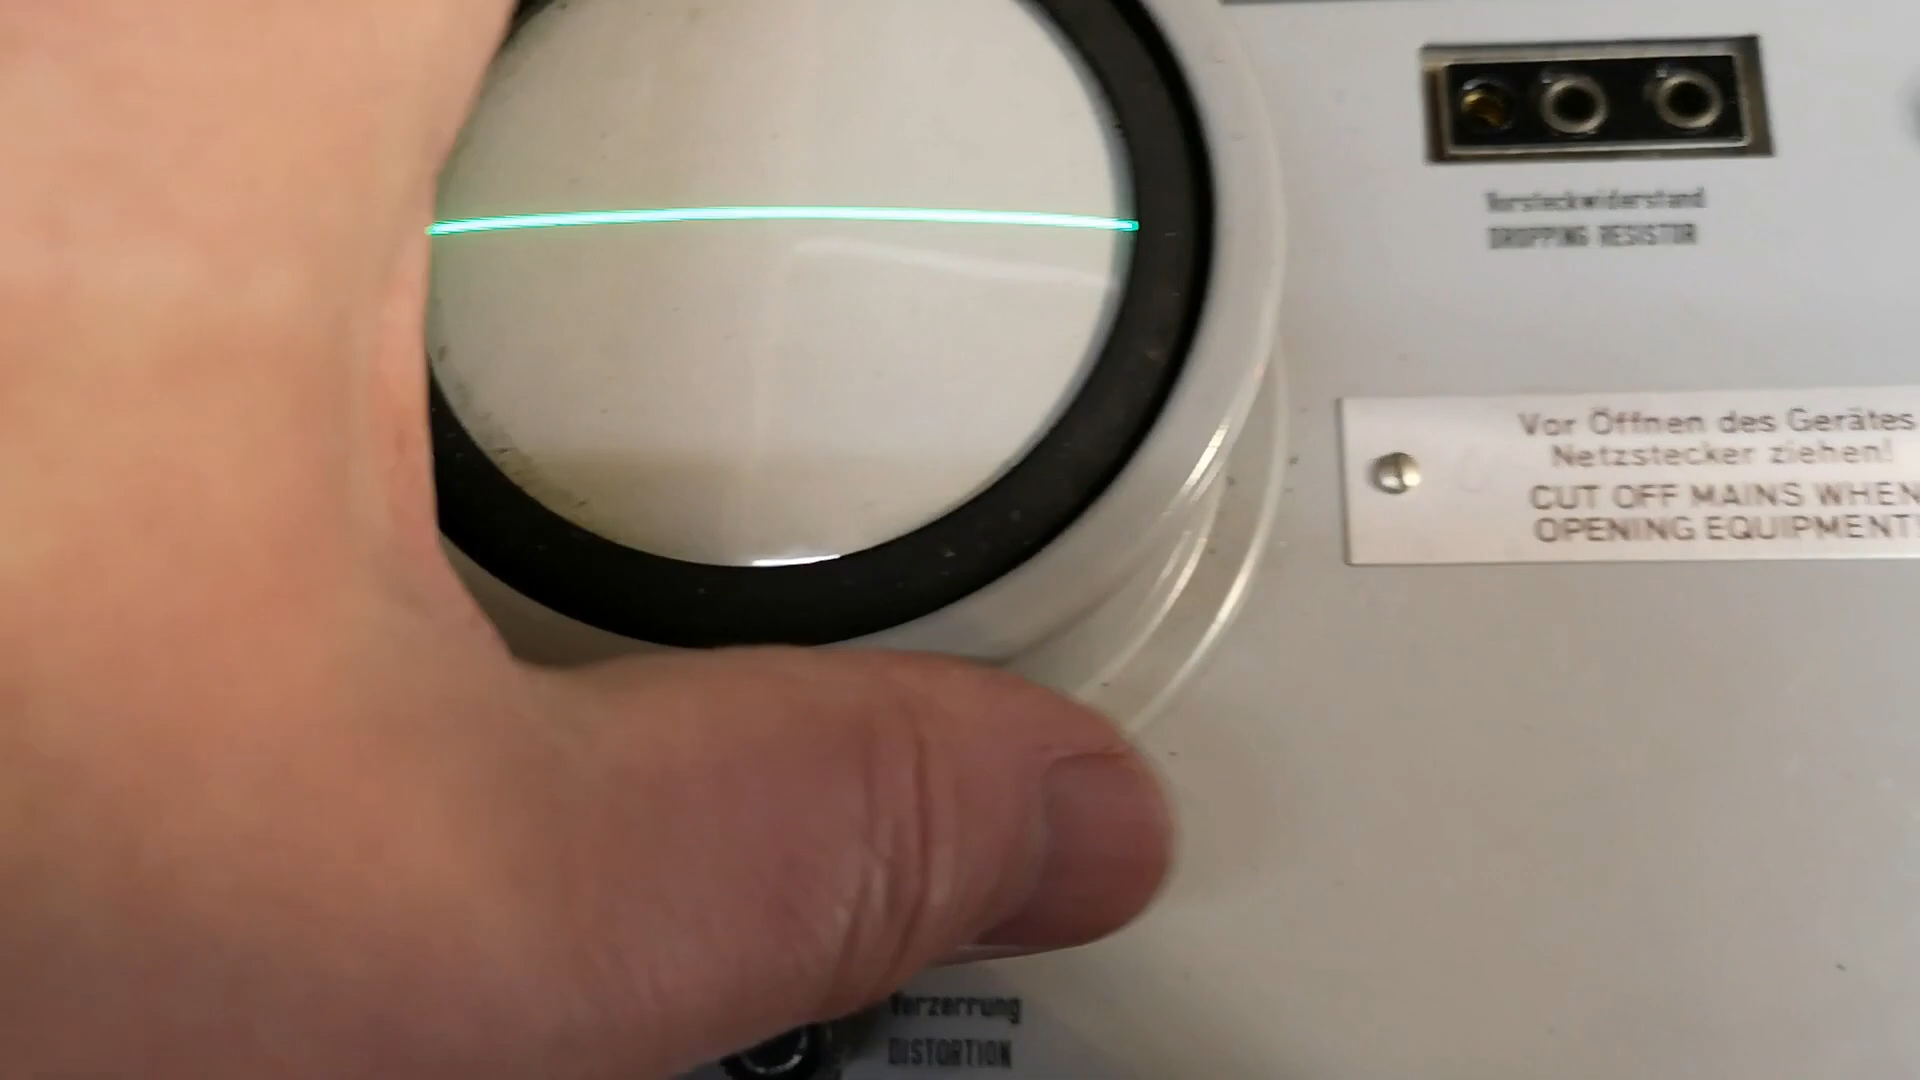 Vorsteckwiderstand
DROPPING RESISTOR
Vor Öffnen des Gerätes
Netzstecker ziehen!
CUT OFF MAINS WHEN
OPENING EQUIPMENT!
Verzerrung
DISTORTION